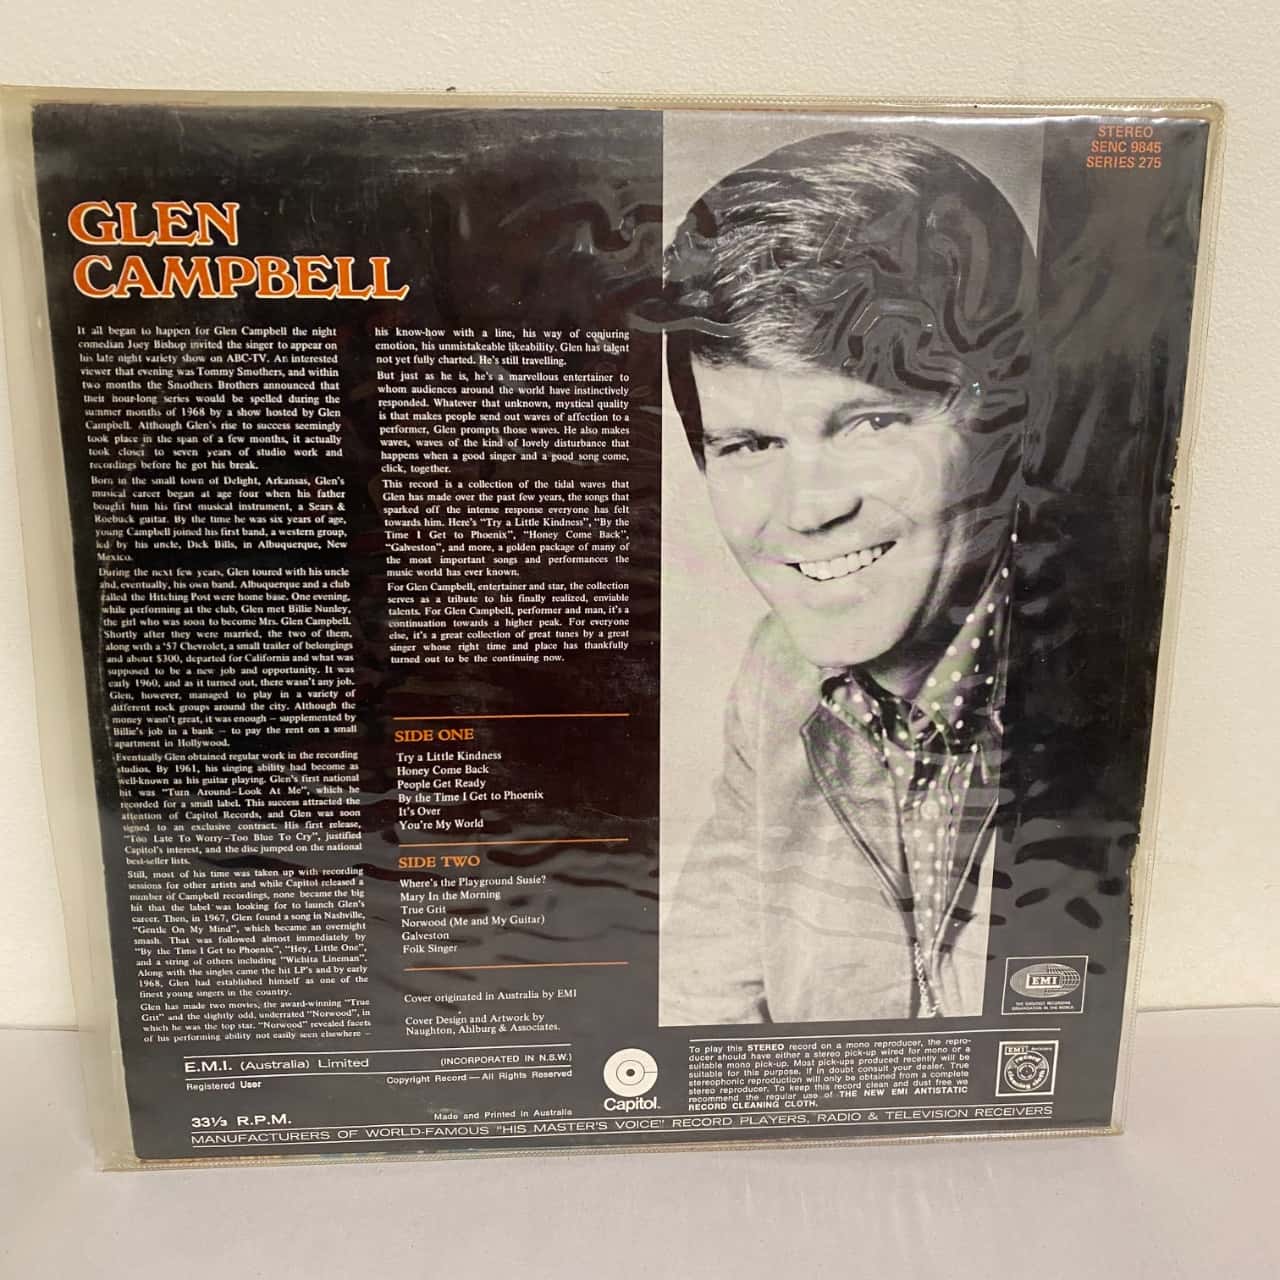 STEREO
SENC 9845
SERIES 275
GLEN
CAMPBELL
It all began to happen for Glen Campbell the night
comedian Joey Bishop invited the singer to appear on
his late night variety show on ABC-TV. An interested
viewer that evening was Tommy Smothers, and within
two months the Smothers Brothers announced that
their hour-long series would be spelled during the
summer months of 1968 by a show hosted by Glen
Campbell. Although Glen's rise to success seemingly
took place in the span of a few months, it actually
took closer to seven years of studio work and
recordings before he got his break.
Born in the small town of Delight, Arkansas, Glen's
musical career began at age four when his father
bought him his first musical instrument, a Sears &
Roebuck guitar. By the time he was six years of age,
young Campbell joined his first band, a western group,
led by his uncle, Dick Bills, in Albuquerque, New
Mexico.
During the next few years, Glen toured with his uncle
and, eventually, his own band. Albuquerque and a club
called the Hitching Post were home base. One evening,
while performing at the club, Glen met Billie Nunley,
the girl who was soon to become Mrs. Glen Campbell.
Shortly after they were married, the two of them,
along with a '57 Chevrolet, a small trailer of belongings
and about $300, departed for California and what was
supposed to be a new job and opportunity. It was
early 1960, and as it turned out, there wasn't any job.
Glen, however, managed to play in a variety of
different rock groups around the city. Although the
money wasn't great, it was enough – supplemented by
Billie's job in a bank – to pay the rent on a small
apartment in Hollywood.
Eventually Glen obtained regular work in the recording
studios. By 1961, his singing ability had become as
well-known as his guitar playing. Glen's first national
hit was "Turn Around–Look At Me", which he
recorded for a small label. This success attracted the
attention of Capitol Records, and Glen was soon
signed to an exclusive contract. His first release,
"Too Late To Worry–Too Blue To Cry", justified
Capitol's interest, and the disc jumped on the national
best-seller lists.
Still, most of his time was taken up with recording
sessions for other artists and while Capitol released a
number of Campbell recordings, none became the big
hit that the label was looking for to launch Glen's
career. Then, in 1967, Glen found a song in Nashville,
"Gentle On My Mind", which became an overnight
smash. That was followed almost immediately by
"By the Time I Get to Phoenix", "Hey, Little One",
and a string of others including "Wichita Lineman".
Along with the singles came the hit LP's and by early
1968, Glen had established himself as one of the
finest young singers in the country.
Glen has made two movies, the award-winning "True
Grit" and the slightly odd, underrated "Norwood", in
which he was the top star. "Norwood" revealed facets
of his performing ability not easily seen elsewhere –
his know-how with a line, his way of conjuring
emotion, his unmistakeable likeability. Glen has talent
not yet fully charted. He's still travelling.
But just as he is, he's a marvellous entertainer to
whom audiences around the world have instinctively
responded. Whatever that unknown, mystical quality
is that makes people send out waves of affection to a
performer, Glen prompts those waves. He also makes
waves, waves of the kind of lovely disturbance that
happens when a good singer and a good song come,
click, together.
This record is a collection of the tidal waves that
Glen has made over the past few years, the songs that
sparked off the intense response everyone has felt
towards him. Here's "Try a Little Kindness", "By the
Time I Get to Phoenix", "Honey Come Back",
"Galveston", and more, a golden package of many of
the most important songs and performances the
music world has ever known.
For Glen Campbell, entertainer and star, the collection
serves as a tribute to his finally realized, enviable
talents. For Glen Campbell, performer and man, it's a
continuation towards a higher peak. For everyone
else, it's a great collection of great tunes by a great
singer whose right time and place has thankfully
turned out to be the continuing now.
SIDE ONE
Try a Little Kindness
Honey Come Back
People Get Ready
By the Time I Get to Phoenix
It's Over
You're My World
SIDE TWO
Where's the Playground Susie?
Mary In the Morning
True Grit
Norwood (Me and My Guitar)
Galveston
Folk Singer
Cover originated in Australia by EMI
Cover Design and Artwork by
Naughton, Ahlburg & Associates.
EMI
THE GREATEST RECORDING
ORGANISATION IN THE WORLD
E.M.I. (Australia) Limited (INCORPORATED IN N.S.W.)
Registered User Copyright Record — All Rights Reserved
Made and Printed in Australia
33⅓ R.P.M.
Capitol
To play this STEREO record on a mono reproducer, the repro-
ducer should have either a stereo pick-up wired for mono or a
suitable mono pick-up. Most pick-ups produced recently will be
suitable for this purpose. If in doubt consult your dealer. True
stereophonic reproduction will only be obtained from a complete
stereo reproducer. To keep this record clean and dust free we
recommend the regular use of THE NEW EMI ANTISTATIC
RECORD CLEANING CLOTH.
EMI
record
cleaning cloth
MANUFACTURERS OF WORLD-FAMOUS "HIS MASTER'S VOICE" RECORD PLAYERS, RADIO & TELEVISION RECEIVERS